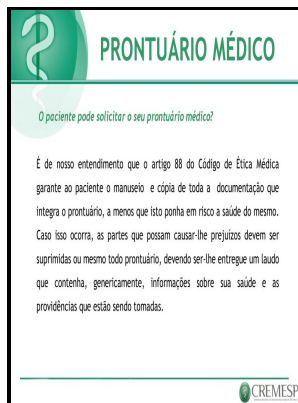 PRONTUÁRIO MÉDICO
O paciente pode solicitar o seu prontuário médico?
É de nosso entendimento que o artigo 88 do Código de Ética Médica
garante ao paciente o manuseio e cópia de toda a documentação que
integra o prontuário, a menos que isto ponha em risco a saúde do mesmo.
Caso isso ocorra, as partes que possam causar-lhe prejuízos devem ser
suprimidas ou mesmo todo prontuário, devendo ser-lhe entregue um laudo
que contenha, genericamente, informações sobre sua saúde e as
providências que estão sendo tomadas.
CREMESP